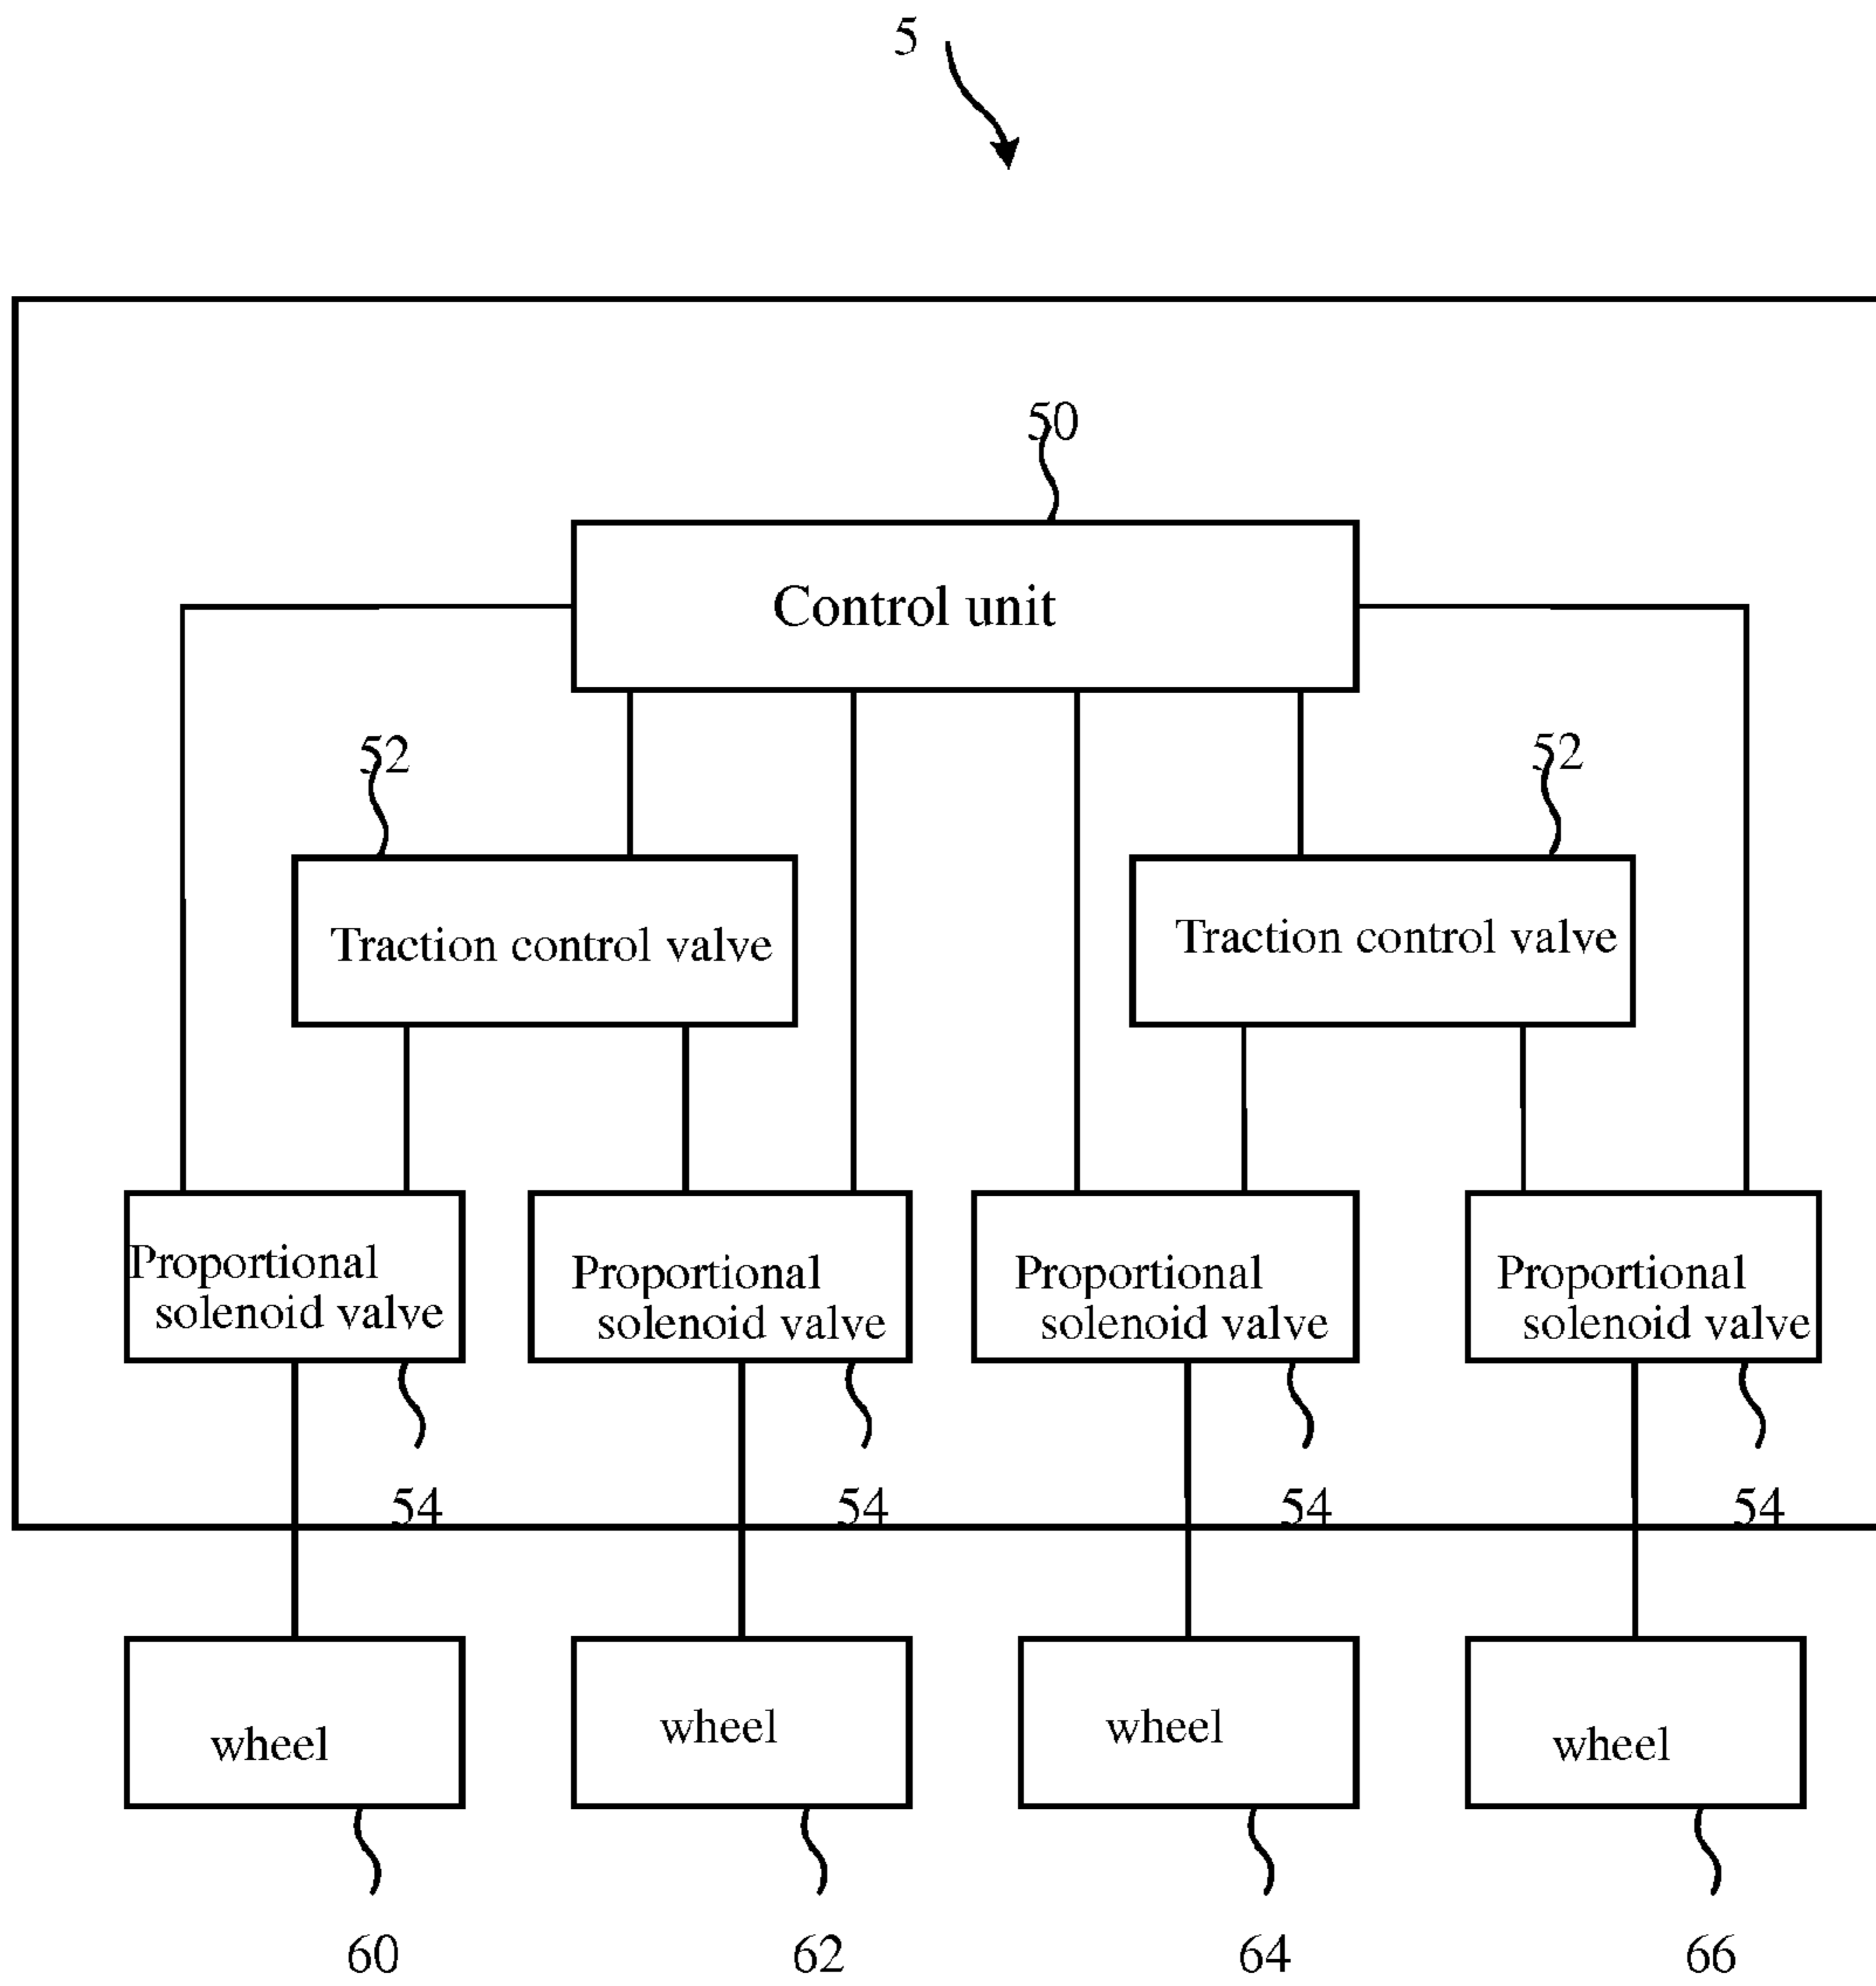 5
50
Control unit
52
52
Traction control valve
Traction control valve
Proportional
solenoid valve
Proportional
solenoid valve
Proportional
solenoid valve
Proportional
solenoid valve
54
54
54
54
wheel
wheel
wheel
wheel
60
62
64
66